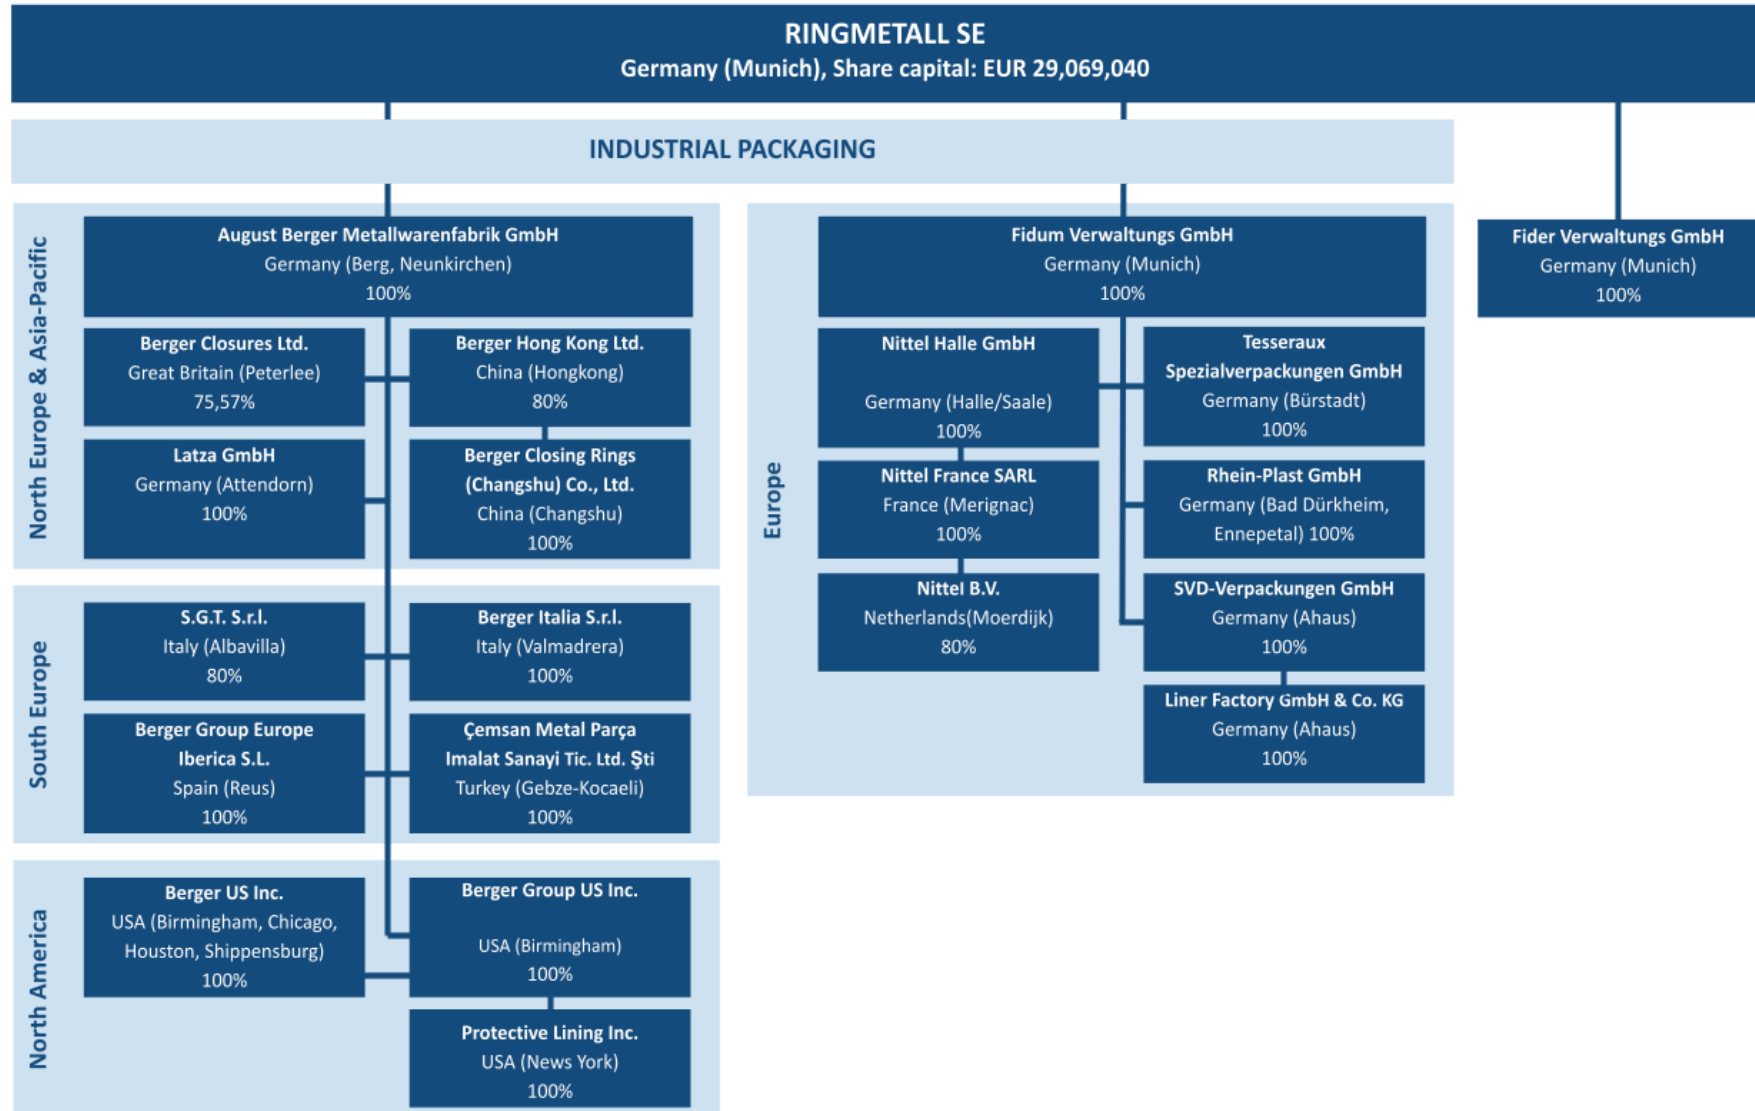 RINGMETALL SE
Germany (Munich), Share capital: EUR 29,069,040
INDUSTRIAL PACKAGING
North Europe & Asia-Pacific
August Berger Metallwarenfabrik GmbH
Germany (Berg, Neunkirchen)
100%
Berger Closures Ltd.
Great Britain (Peterlee)
75,57%
Berger Hong Kong Ltd.
China (Hongkong)
80%
Latza GmbH
Germany (Attendorn)
100%
Berger Closing Rings
(Changshu) Co., Ltd.
China (Changshu)
100%
South Europe
S.G.T. S.r.l.
Italy (Albavilla)
80%
Berger Italia S.r.l.
Italy (Valmadrera)
100%
Berger Group Europe
Iberica S.L.
Spain (Reus)
100%
Çemsan Metal Parça
Imalat Sanayi Tic. Ltd. Şti
Turkey (Gebze-Kocaeli)
100%
North America
Berger US Inc.
USA (Birmingham, Chicago,
Houston, Shippensburg)
100%
Berger Group US Inc.
USA (Birmingham)
100%
Protective Lining Inc.
USA (New York)
100%
Europe
Fidum Verwaltungs GmbH
Germany (Munich)
100%
Nittel Halle GmbH
Germany (Halle/Saale)
100%
Tesseraux
Spezialverpackungen GmbH
Germany (Bürstadt)
100%
Nittel France SARL
France (Merignac)
100%
Rhein-Plast GmbH
Germany (Bad Dürkheim,
Ennepetal) 100%
Nittel B.V.
Netherlands(Moerdijk)
80%
SVD-Verpackungen GmbH
Germany (Ahaus)
100%
Liner Factory GmbH & Co. KG
Germany (Ahaus)
100%
Fider Verwaltungs GmbH
Germany (Munich)
100%